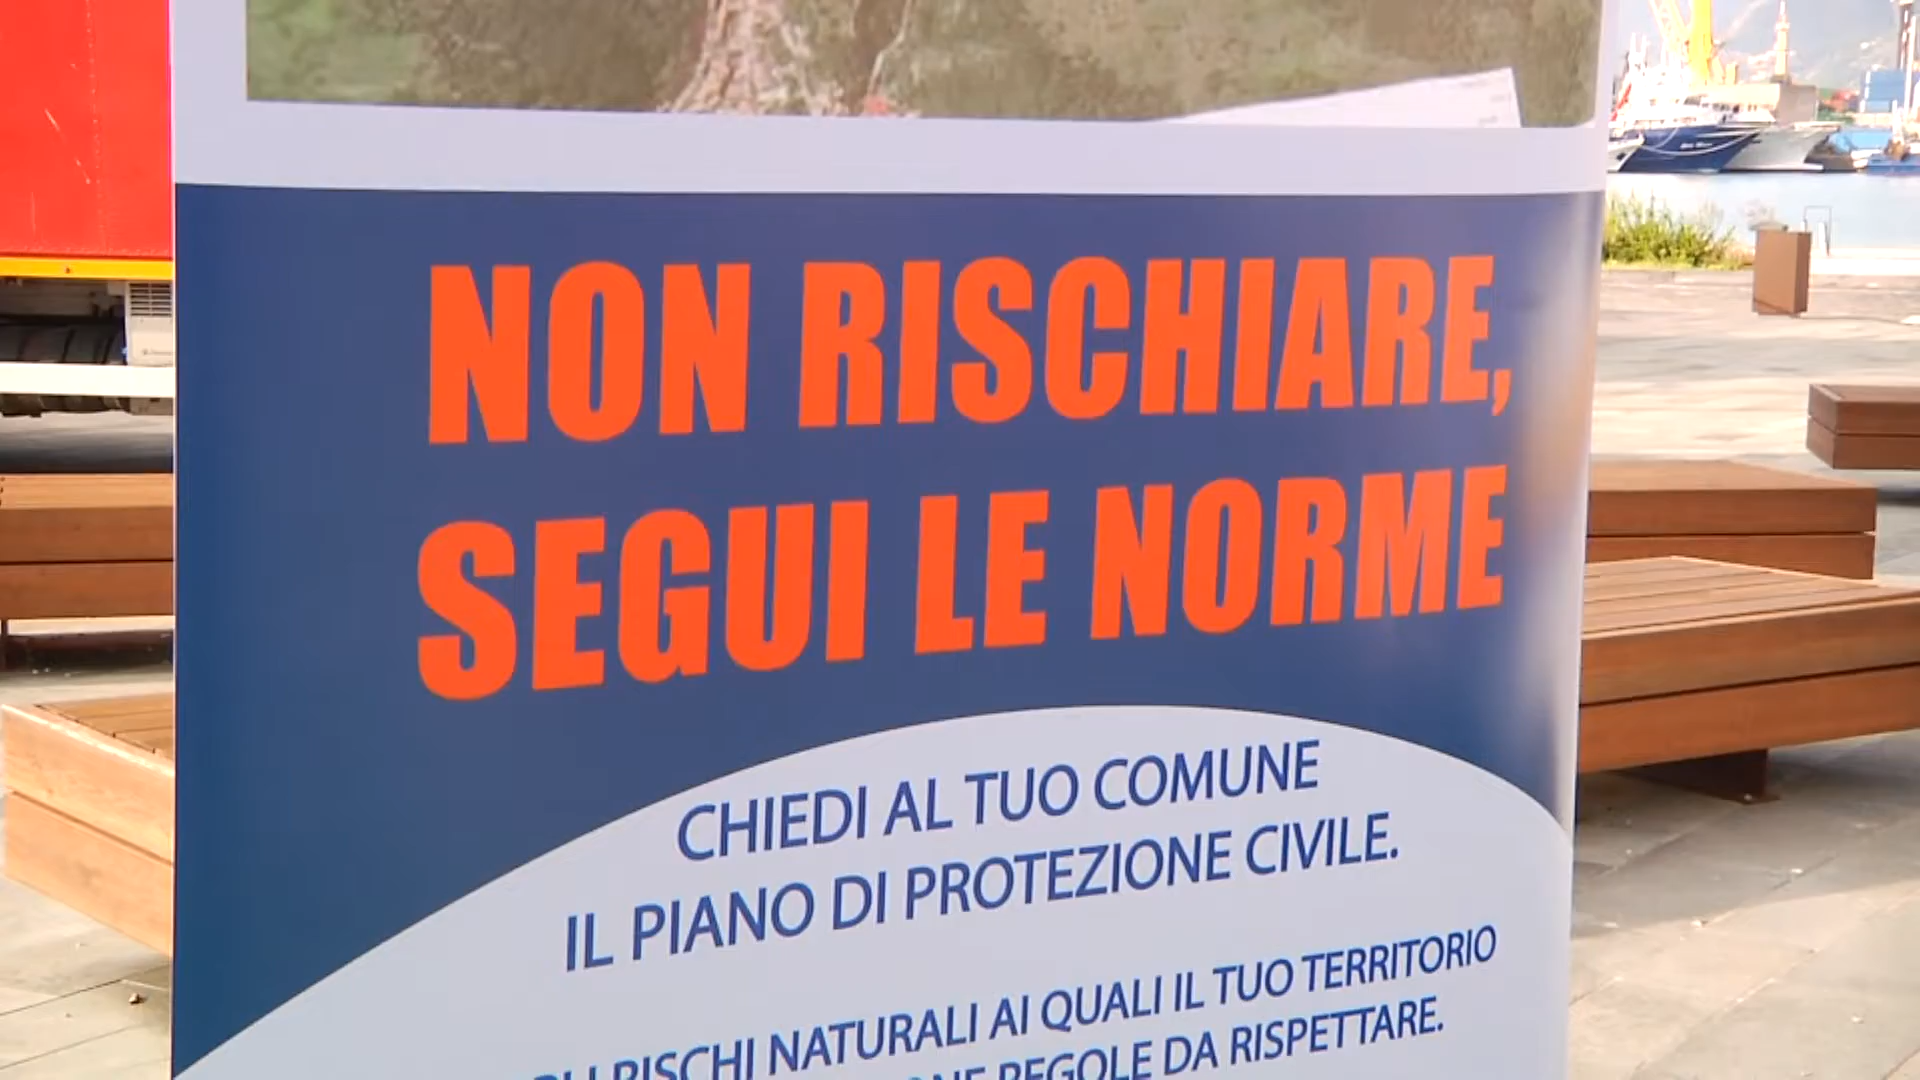 NON RISCHIARE,
SEGUI LE NORME
CHIEDI AL TUO COMUNE
IL PIANO DI PROTEZIONE CIVILE.
RISCHI NATURALI AI QUALI IL TUO TERRITORIO
REGOLE DA RISPETTARE.